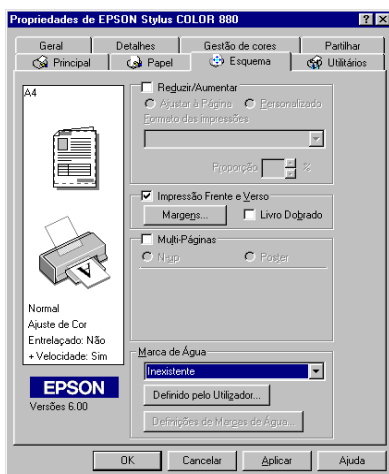 Propriedades de EPSON Stylus COLOR 880
Geral Detalhes Gestão de cores Partilhar
Principal Papel Esquema Utilitários
A4
Normal
Ajuste de Cor
Entrelaçado: Não
+ Velocidade: Sim
EPSON
Versões 6.00
Reduzir/Aumentar
Ajustar à Página Personalizado
Formato das impressões
Proporção %
Impressão Frente e Verso
Margens... Livro Dobrado
Multi-Páginas
N-up Poster
Marca de Água
Inexistente
Definido pelo Utilizador...
Definições de Marcas de Água...
OK Cancelar Aplicar Ajuda